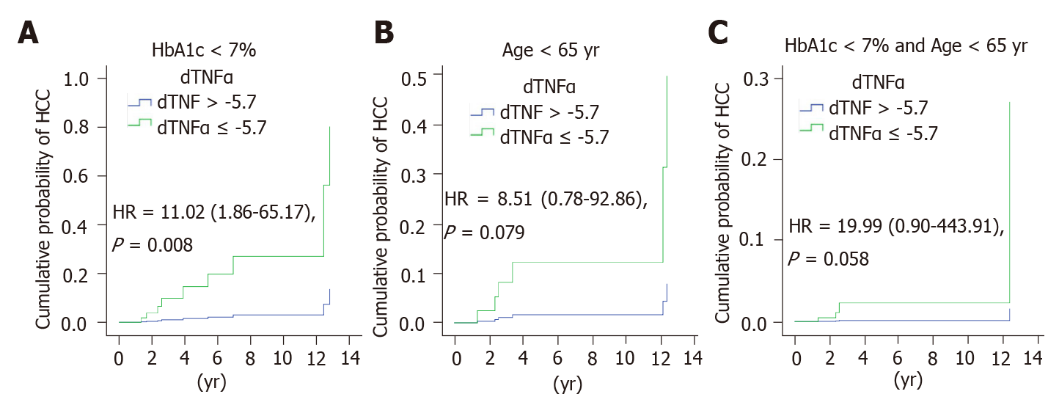 A
HbA1c < 7%
dTNFα
dTNF > -5.7
dTNFα ≤ -5.7
HR = 11.02 (1.86-65.17),
P = 0.008
Cumulative probability of HCC
1.0
0.8
0.6
0.4
0.2
0.0
0 2 4 6 8 10 12 14
(yr)
B
Age < 65 yr
dTNFα
dTNF > -5.7
dTNFα ≤ -5.7
HR = 8.51 (0.78-92.86),
P = 0.079
Cumulative probability of HCC
0.5
0.4
0.3
0.2
0.1
0.0
0 2 4 6 8 10 12 14
(yr)
C
HbA1c < 7% and Age < 65 yr
dTNFα
dTNF > -5.7
dTNFα ≤ -5.7
HR = 19.99 (0.90-443.91),
P = 0.058
Cumulative probability of HCC
0.3
0.2
0.1
0.0
0 2 4 6 8 10 12 14
(yr)